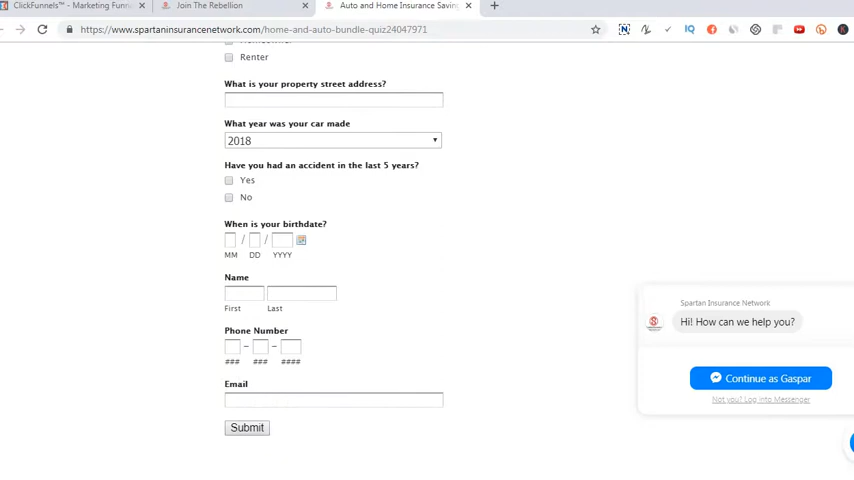 ClickFunnels™ - Marketing Funn
Join The Rebellion
Auto and Home Insurance Saving
https://www.spartaninsurancenetwork.com/home-and-auto-bundle-quiz24047971
Renter
What is your property street address?
What year was your car made
2018
Have you had an accident in the last 5 years?
Yes
No
When is your birthdate?
/ /
MM DD YYYY
Name
First Last
Phone Number
– –
### ### ####
Email
Submit
Spartan Insurance Network
Hi! How can we help you?
Continue as Gaspar
Not you? Log into Messenger